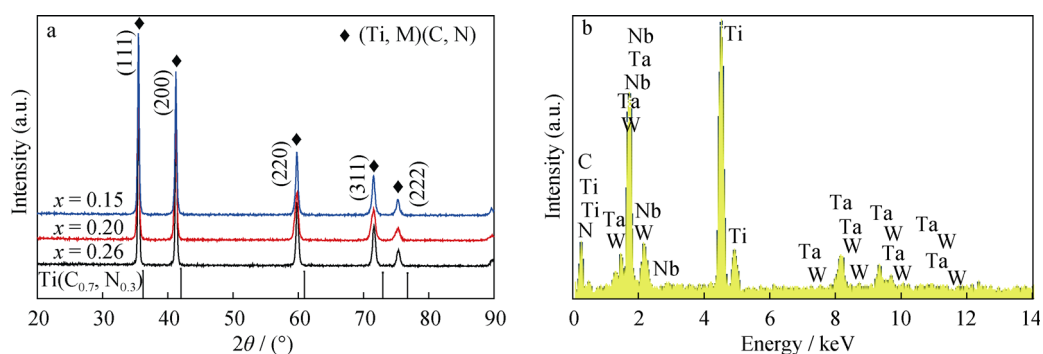 a
◆ (Ti, M)(C, N)
(111)
(200)
(220)
(311)
(222)
x = 0.15
x = 0.20
x = 0.26
Ti(C0.7, N0.3)
Intensity (a.u.)
20 30 40 50 60 70 80 90
2θ / (°)
b
Nb
Ta
Nb
Ta
W
Ti
C
Ti
Ti
N
Ta
W
Nb
W
Nb
Ti
Ta
W
Ta
W
Ta
W
Ta
W
Ta
W
Ta
W
Ta
W
Intensity (a.u.)
0 2 4 6 8 10 12 14
Energy / keV